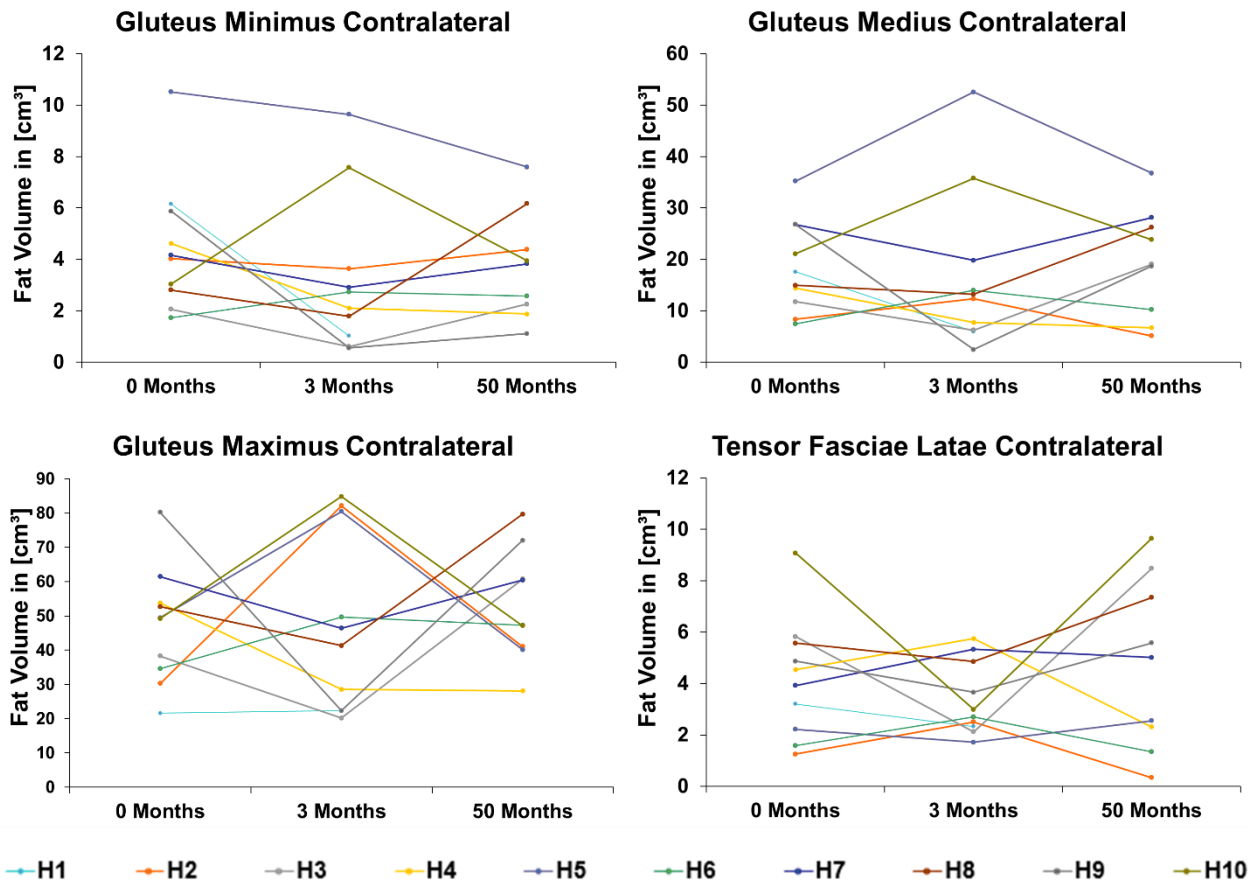 Gluteus Minimus Contralateral
Fat Volume in [cm³]
12
10
8
6
4
2
0
0 Months 3 Months 50 Months
Gluteus Medius Contralateral
Fat Volume in [cm³]
60
50
40
30
20
10
0
0 Months 3 Months 50 Months
Gluteus Maximus Contralateral
Fat Volume in [cm³]
90
80
70
60
50
40
30
20
10
0
0 Months 3 Months 50 Months
Tensor Fasciae Latae Contralateral
Fat Volume in [cm³]
12
10
8
6
4
2
0
0 Months 3 Months 50 Months
H1 H2 H3 H4 H5 H6 H7 H8 H9 H10